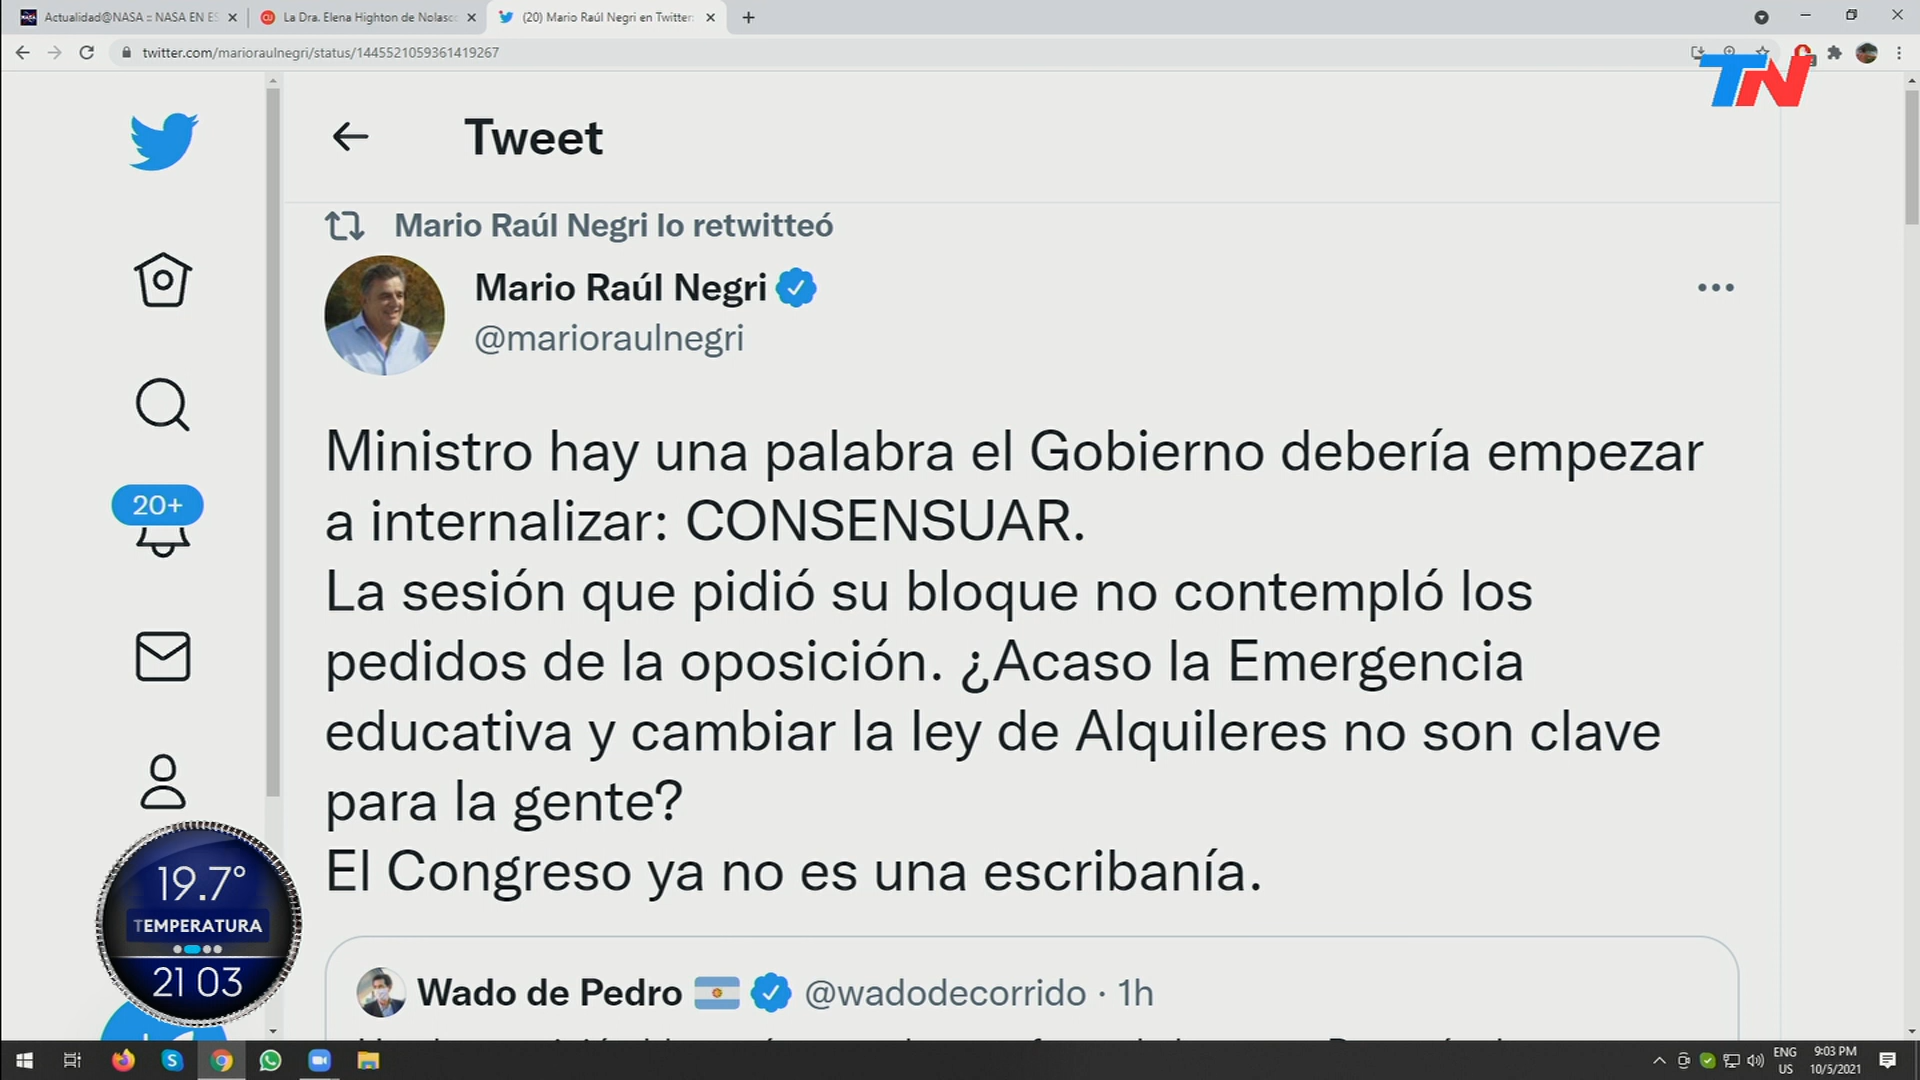 Actualidad@NASA :: NASA EN ES
La Dra. Elena Highton de Nolasc
(20) Mario Raúl Negri en Twitter:
twitter.com/marioraulnegri/status/1445521059361419267
TN
Tweet
Mario Raúl Negri lo retwitteó
Mario Raúl Negri
@marioraulnegri
Ministro hay una palabra el Gobierno debería empezar
a internalizar: CONSENSUAR.
La sesión que pidió su bloque no contempló los
pedidos de la oposición. ¿Acaso la Emergencia
educativa y cambiar la ley de Alquileres no son clave
para la gente?
El Congreso ya no es una escribanía.
Wado de Pedro @wadodecorrido · 1h
20+
19.7°
TEMPERATURA
21 03
ENG
US
9:03 PM
10/5/2021